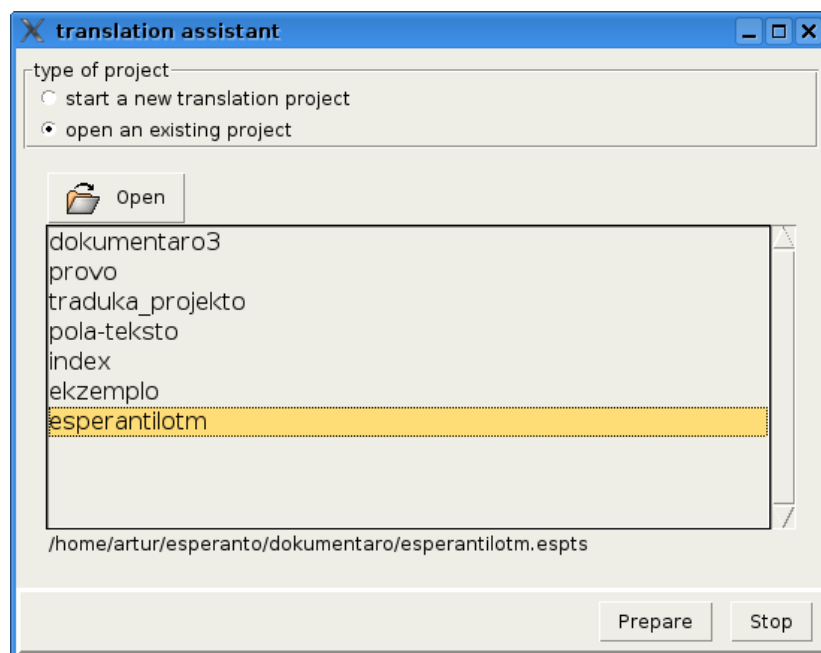 translation assistant
type of project
start a new translation project
open an existing project
Open
dokumentaro3
provo
traduka_projekto
pola-teksto
index
ekzemplo
esperantilotm
/home/artur/esperanto/dokumentaro/esperantilotm.espts
Prepare Stop